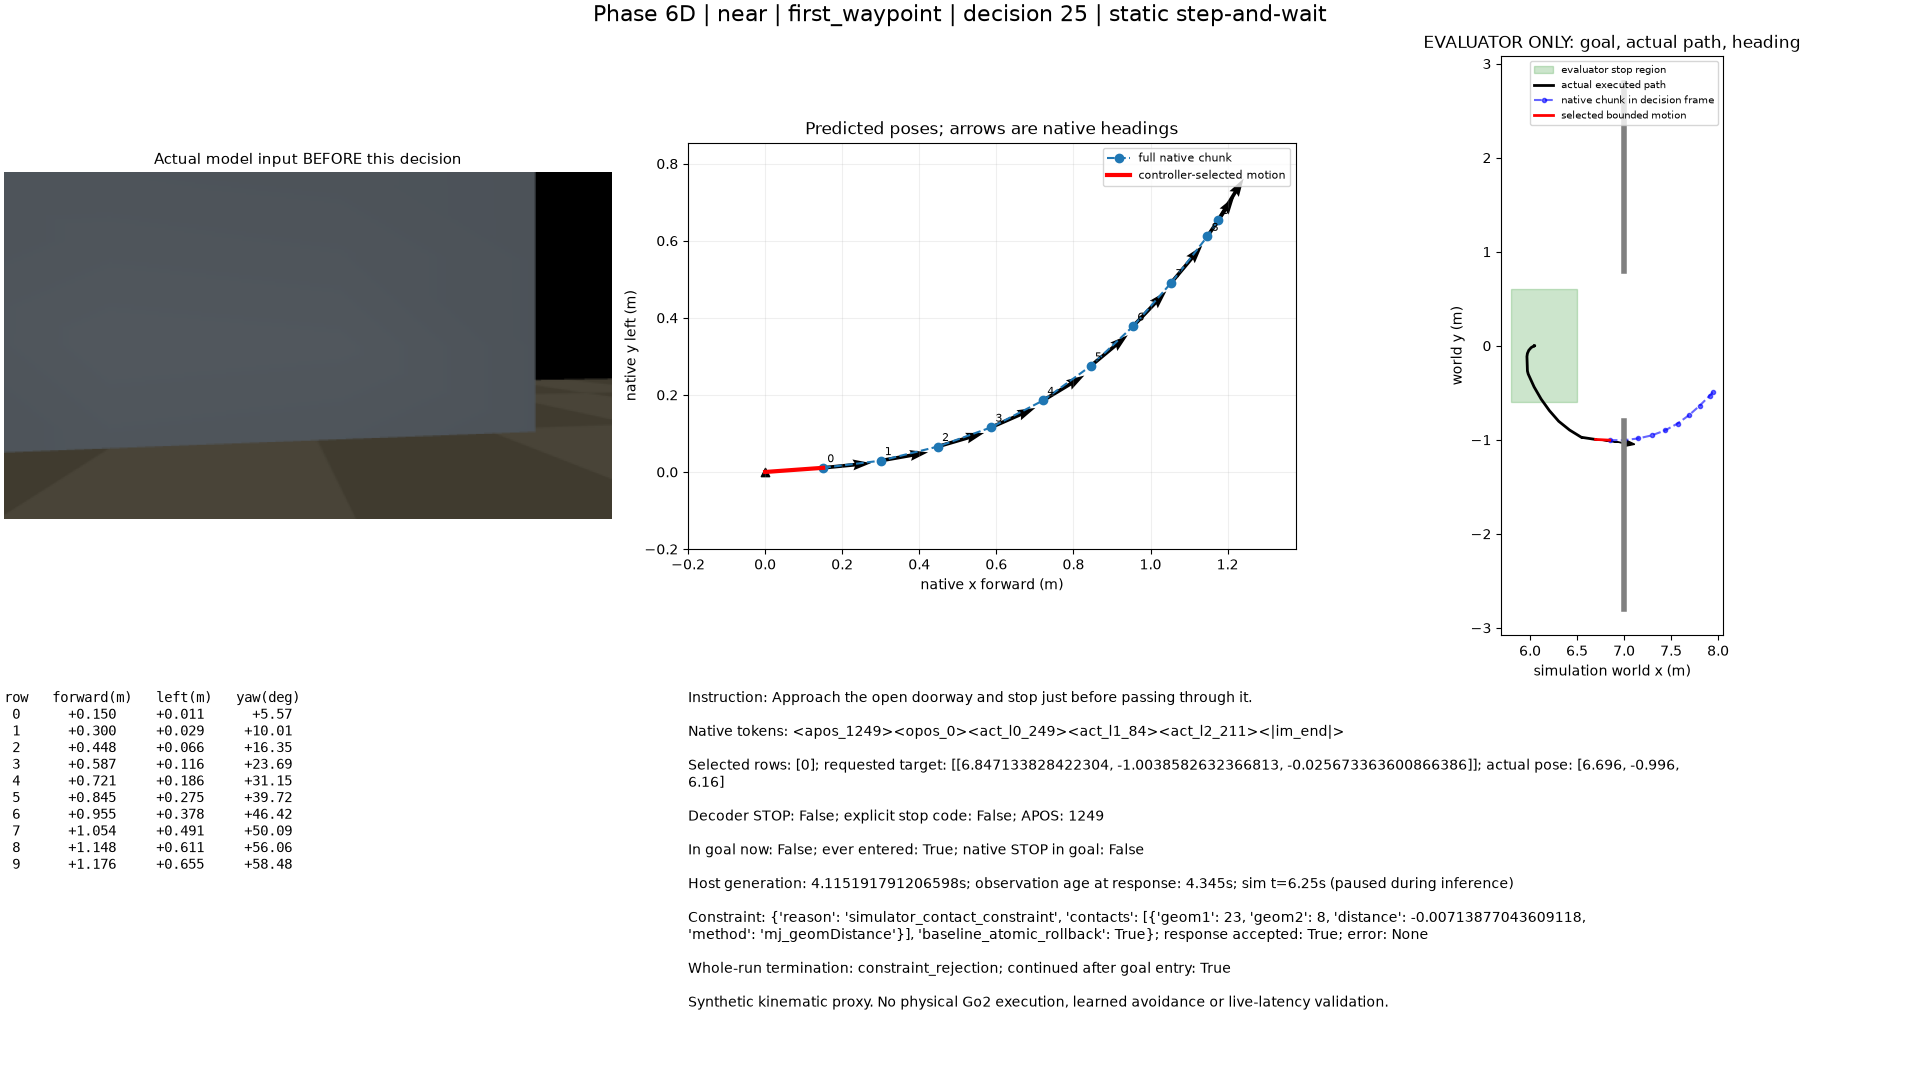 Phase 6D | near | first_waypoint | decision 25 | static step-and-wait
EVALUATOR ONLY: goal, actual path, heading
evaluator stop region
actual executed path
native chunk in decision frame
selected bounded motion
3
2
1
0
−1
−2
−3
world y (m)
6.0 6.5 7.0 7.5 8.0
simulation world x (m)
Actual model input BEFORE this decision
Predicted poses; arrows are native headings
full native chunk
controller-selected motion
0.8
0.6
0.4
0.2
0.0
−0.2
native y left (m)
0 1 2 3 4 5 6 7 8
−0.2 0.0 0.2 0.4 0.6 0.8 1.0 1.2
native x forward (m)
row forward(m) left(m) yaw(deg)
0 +0.150 +0.011 +5.57
1 +0.300 +0.029 +10.01
2 +0.448 +0.066 +16.35
3 +0.587 +0.116 +23.69
4 +0.721 +0.186 +31.15
5 +0.845 +0.275 +39.72
6 +0.955 +0.378 +46.42
7 +1.054 +0.491 +50.09
8 +1.148 +0.611 +56.06
9 +1.176 +0.655 +58.48
Instruction: Approach the open doorway and stop just before passing through it.
Native tokens: <apos_1249><opos_0><act_l0_249><act_l1_84><act_l2_211><|im_end|>
Selected rows: [0]; requested target: [[6.847133828422304, -1.0038582632366813, -0.025673363600866386]]; actual pose: [6.696, -0.996,
6.16]
Decoder STOP: False; explicit stop code: False; APOS: 1249
In goal now: False; ever entered: True; native STOP in goal: False
Host generation: 4.115191791206598s; observation age at response: 4.345s; sim t=6.25s (paused during inference)
Constraint: {'reason': 'simulator_contact_constraint', 'contacts': [{'geom1': 23, 'geom2': 8, 'distance': -0.00713877043609118,
'method': 'mj_geomDistance'}], 'baseline_atomic_rollback': True}; response accepted: True; error: None
Whole-run termination: constraint_rejection; continued after goal entry: True
Synthetic kinematic proxy. No physical Go2 execution, learned avoidance or live-latency validation.